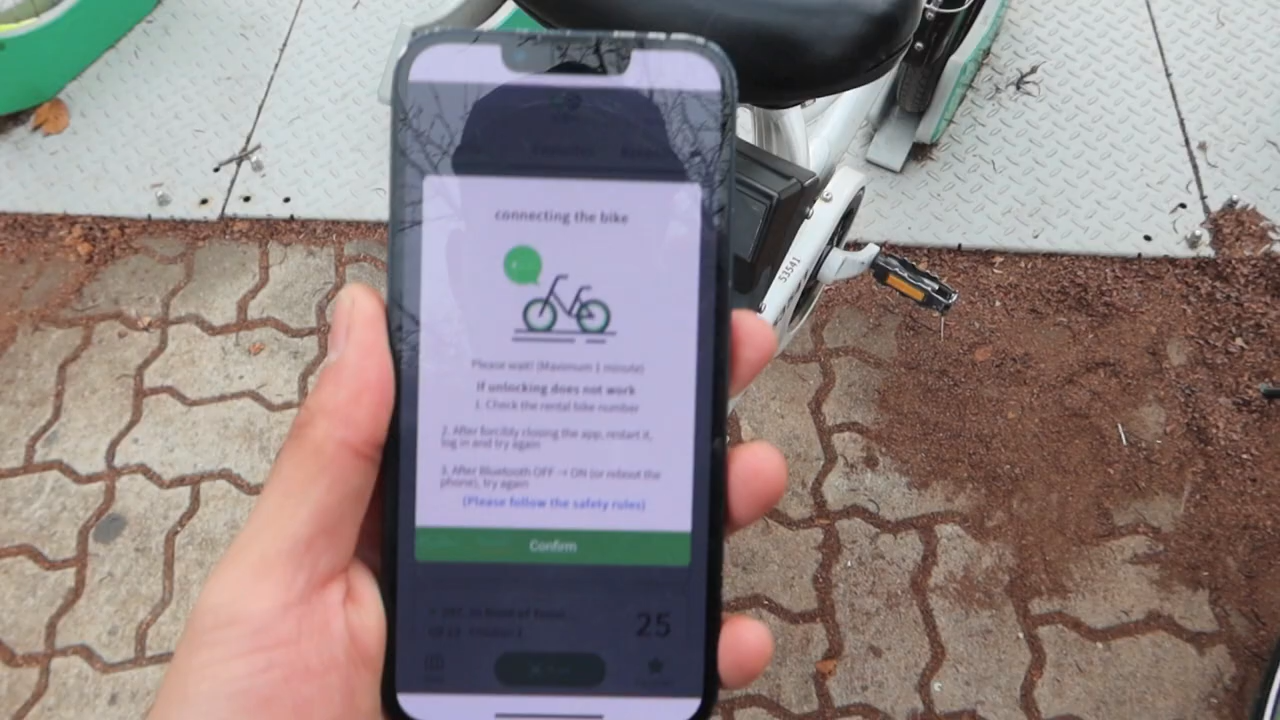 connecting the bike
Please wait! (Maximum 1 minute)
If unlocking does not work
1. Check the rental bike number
2. After forcibly closing the app, restart it,
log in and try again
3. After Bluetooth OFF → ON (or reboot the
phone), try again
(Please follow the safety rules)
Confirm
25
53541